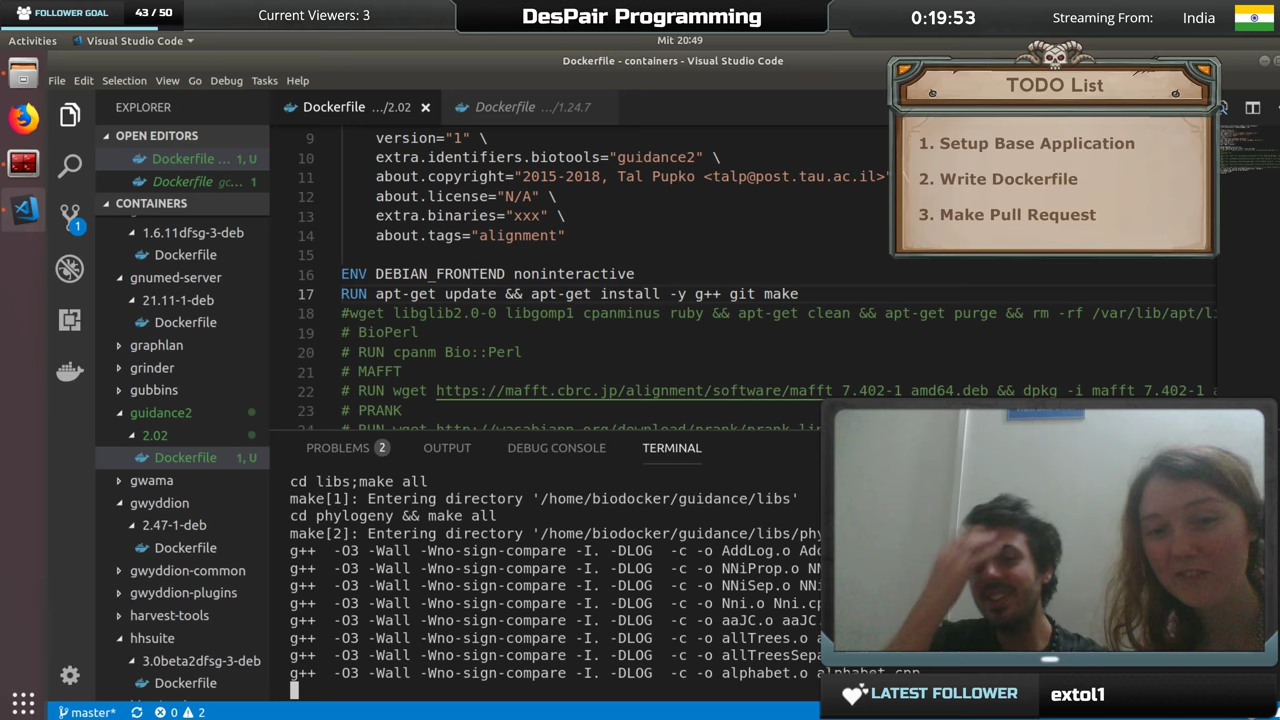 FOLLOWER GOAL
43 / 50
Current Viewers: 3
DesPair Programming
0:19:53
Streaming From:
India
Activities
Visual Studio Code
Mit 20:49
Dockerfile - containers - Visual Studio Code
File Edit Selection View Go Debug Tasks Help
EXPLORER
OPEN EDITORS
Dockerfile ... 1, U
Dockerfile gc... 1
CONTAINERS
1.6.11dfsg-3-deb
Dockerfile
gnumed-server
21.11-1-deb
Dockerfile
graphlan
grinder
gubbins
guidance2
2.02
Dockerfile 1, U
gwama
gwyddion
2.47-1-deb
Dockerfile
gwyddion-common
gwyddion-plugins
harvest-tools
hhsuite
3.0beta2dfsg-3-deb
Dockerfile
Dockerfile .../2.02
Dockerfile .../1.24.7
9 version="1" \
10 extra.identifiers.biotools="guidance2" \
11 about.copyright="2015-2018, Tal Pupko <talp@post.tau.ac.il>"
12 about.license="N/A" \
13 extra.binaries="xxx" \
14 about.tags="alignment"
15
16 ENV DEBIAN_FRONTEND noninteractive
17 RUN apt-get update && apt-get install -y g++ git make
18 #wget libglib2.0-0 libgomp1 cpanminus ruby && apt-get clean && apt-get purge && rm -rf /var/lib/apt/li
19 # BioPerl
20 # RUN cpanm Bio::Perl
21 # MAFFT
22 # RUN wget https://mafft.cbrc.jp/alignment/software/mafft_7.402-1_amd64.deb && dpkg -i mafft_7.402-1_a
23 # PRANK
TODO List
1. Setup Base Application
2. Write Dockerfile
3. Make Pull Request
PROBLEMS 2 OUTPUT DEBUG CONSOLE TERMINAL
cd libs;make all
make[1]: Entering directory '/home/biodocker/guidance/libs'
cd phylogeny && make all
make[2]: Entering directory '/home/biodocker/guidance/libs/phy
g++ -O3 -Wall -Wno-sign-compare -I. -DLOG -c -o AddLog.o Add
g++ -O3 -Wall -Wno-sign-compare -I. -DLOG -c -o NNiProp.o NN
g++ -O3 -Wall -Wno-sign-compare -I. -DLOG -c -o NNiSep.o NNi
g++ -O3 -Wall -Wno-sign-compare -I. -DLOG -c -o Nni.o Nni.cp
g++ -O3 -Wall -Wno-sign-compare -I. -DLOG -c -o aaJC.o aaJC.
g++ -O3 -Wall -Wno-sign-compare -I. -DLOG -c -o allTrees.o a
g++ -O3 -Wall -Wno-sign-compare -I. -DLOG -c -o allTreesSepa
g++ -O3 -Wall -Wno-sign-compare -I. -DLOG -c -o alphabet.o alphabet.cpp
master* 0 2
LATEST FOLLOWER
extol1